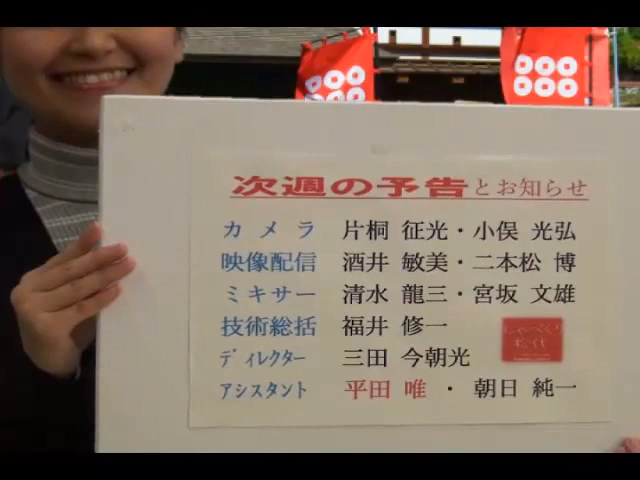 次週の予告とお知らせ
カメラ 片桐 征光・小俣 光弘
映像配信 酒井 敏美・二本松 博
ミキサー 清水 龍三・宮坂 文雄
技術総括 福井 修一
ディレクター 三田 今朝光
アシスタント 平田 唯 ・ 朝日 純一